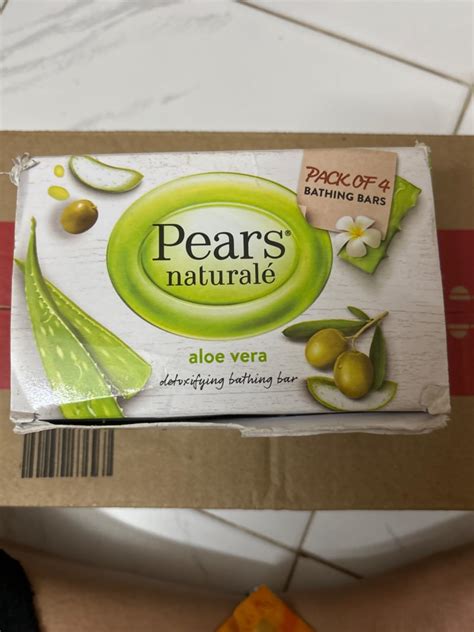 PACK OF 4
BATHING BARS
Pears®
naturalé
aloe vera
detoxifying bathing bar